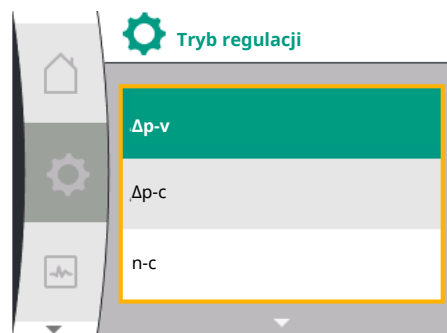 Tryb regulacji
Δp-v
Δp-c
n-c